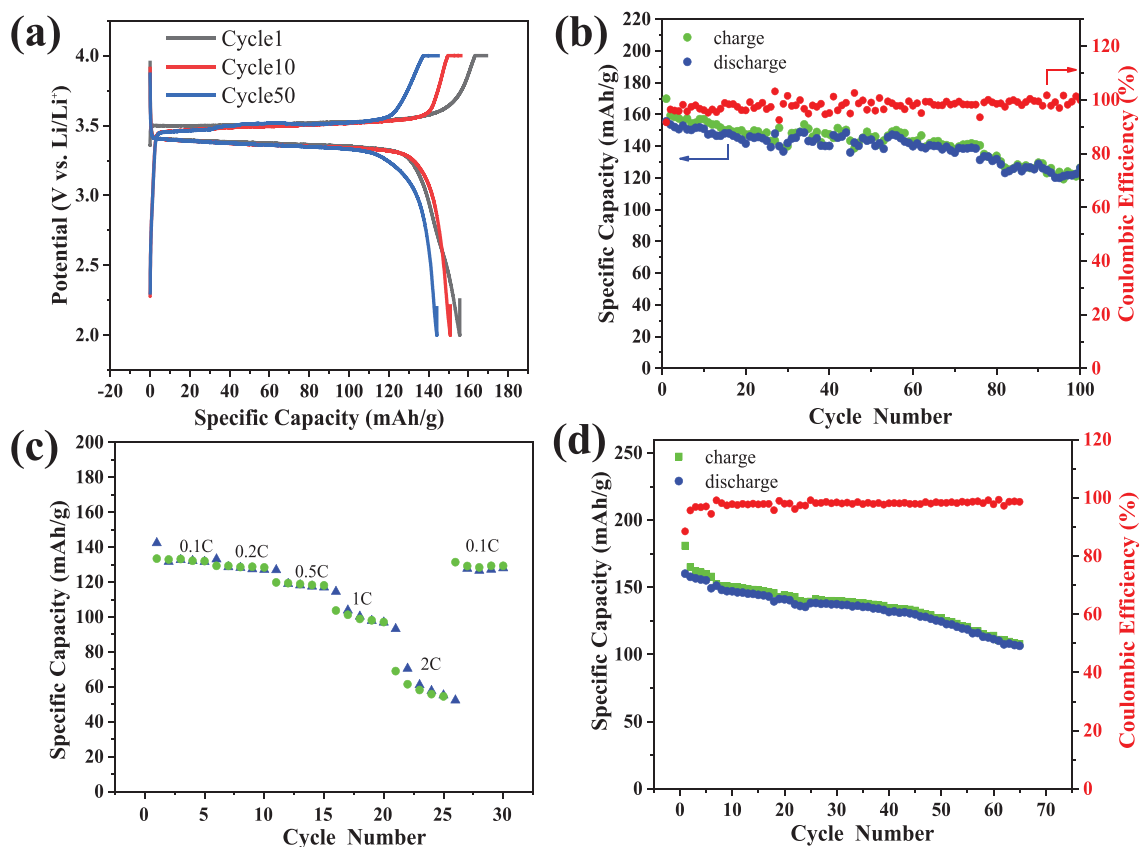 (a)
Cycle1
Cycle10
Cycle50
Potential (V vs. Li/Li⁺)
4.0
3.5
3.0
2.5
2.0
-20 0 20 40 60 80 100 120 140 160 180
Specific Capacity (mAh/g)
(b)
charge
discharge
Specific Capacity (mAh/g)
220
200
180
160
140
120
100
80
60
40
20
0
0 20 40 60 80 100
Cycle Number
120
100
80
60
40
20
0
Coulombic Efficiency (%)
(c)
Specific Capacity (mAh/g)
200
180
160
140
120
100
80
60
40
20
0
0.1C
0.2C
0.5C
1C
2C
0.1C
0 5 10 15 20 25 30
Cycle Number
(d)
charge
discharge
Specific Capacity (mAh/g)
250
200
150
100
50
0
0 10 20 30 40 50 60 70
Cycle Number
120
100
80
60
40
20
0
Coulombic Efficiency (%)